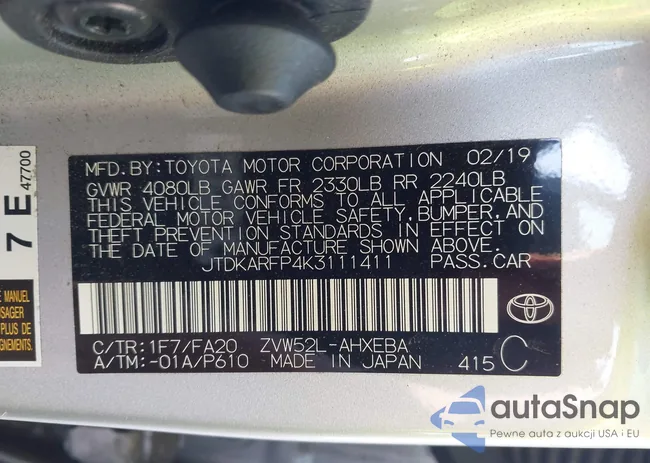 MFD.BY:TOYOTA MOTOR CORPORATION 02/19
GVWR 4080LB GAWR FR 2330LB RR 2240LB
THIS VEHICLE CONFORMS TO ALL APPLICABLE
FEDERAL MOTOR VEHICLE SAFETY, BUMPER, AND
THEFT PREVENTION STANDARDS IN EFFECT ON
THE DATE OF MANUFACTURE SHOWN ABOVE.
JTDKARFP4K3111411 PASS.CAR
C/TR:1F7/FA20 ZVW52L-AHXEBA
A/TM:-01A/P610 MADE IN JAPAN 415 C
7 E 47700
E MANUEL
SAGER
PLUS DE
GNEMENTS.
autaSnap
Pewne auta z aukcji USA i EU